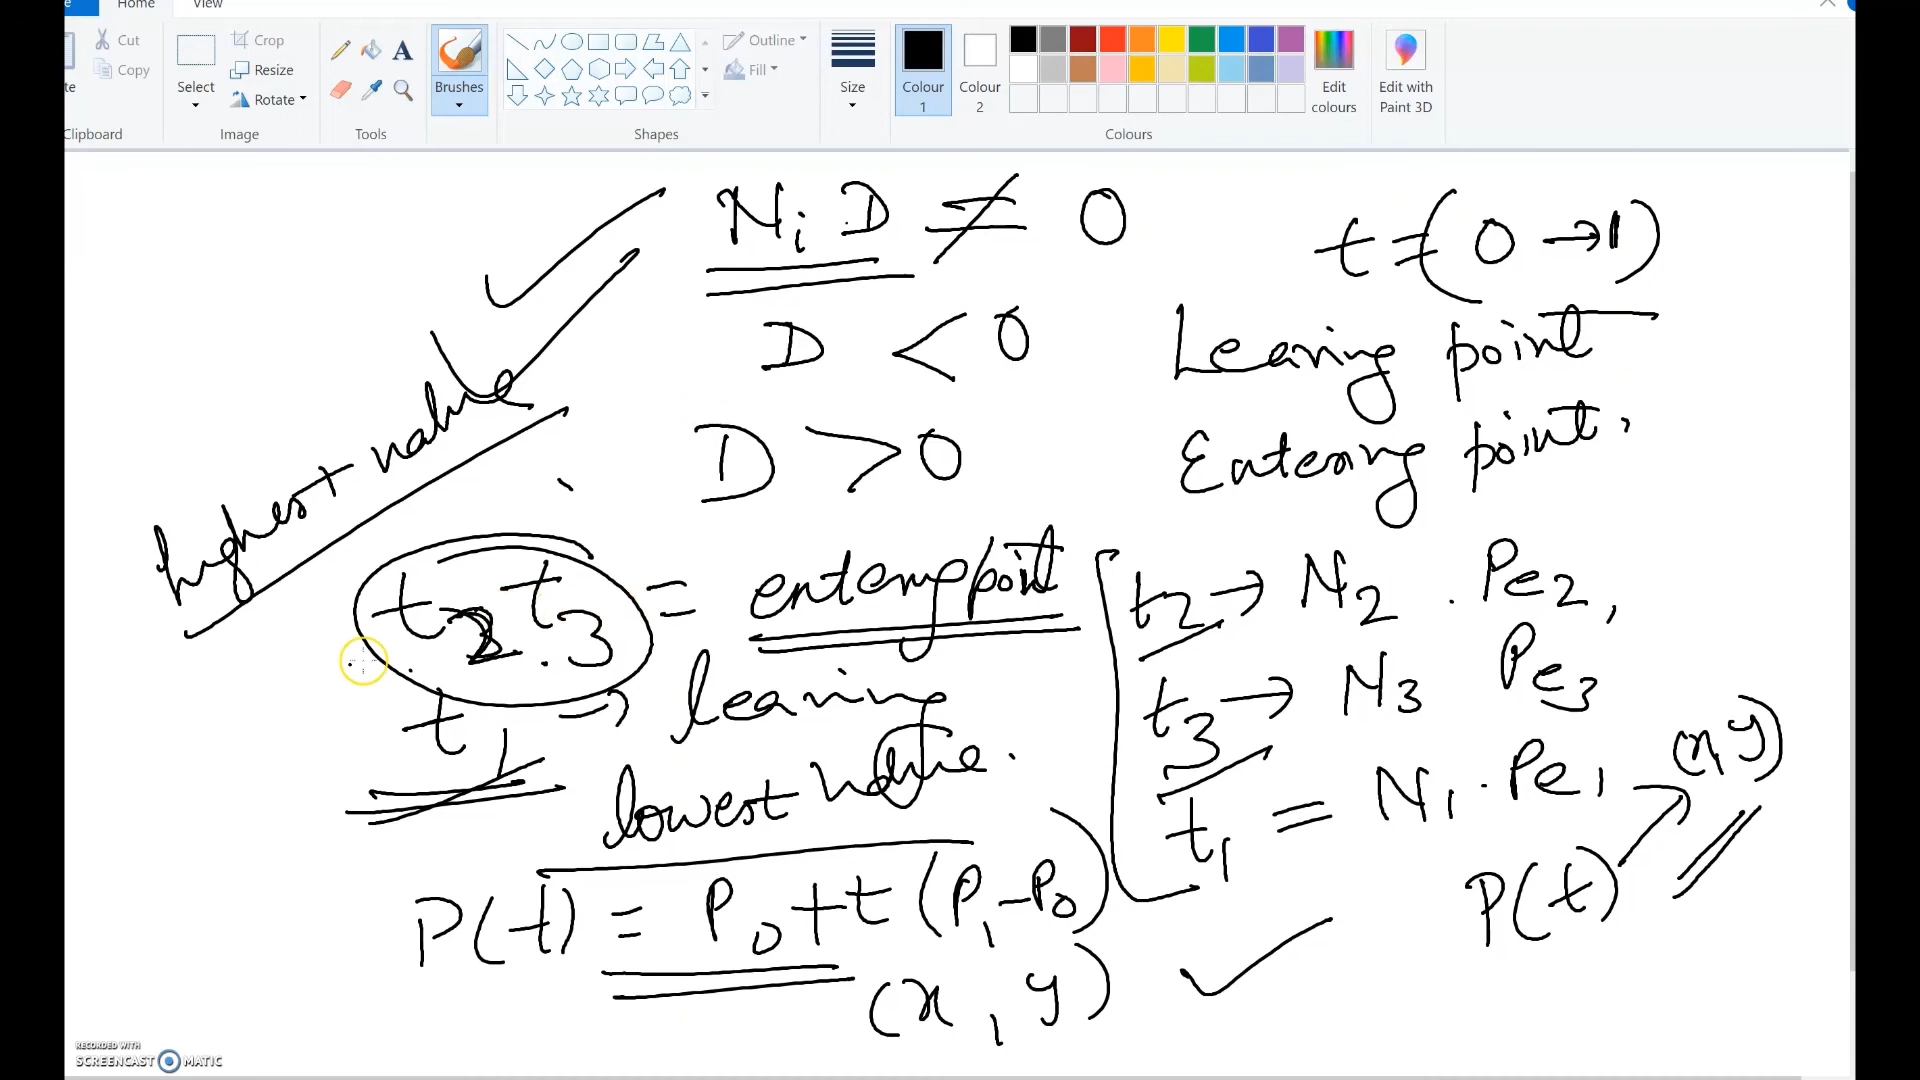 Home View
Cut
Copy
Clipboard
Select
Crop
Resize
Rotate
Image
Tools
Brushes
Outline
Fill
Shapes
Size
Colour 1
Colour 2
Edit colours
Colours
Edit with Paint 3D
Ni . D ≠ 0
t = (0 → 1)
D < 0 Leaving point
D > 0 Entering point.
highest value
t2 t3 = entering point
t1 → leaving
lowest value.
t2 → N2 . Pe2,
t3 → N3 Pe3
t1 = N1 . Pe1 → (x, y)
P(t) = P0 + t (P1 - P0)
P(t)
(x, y)
RECORDED WITH
SCREENCAST MATIC